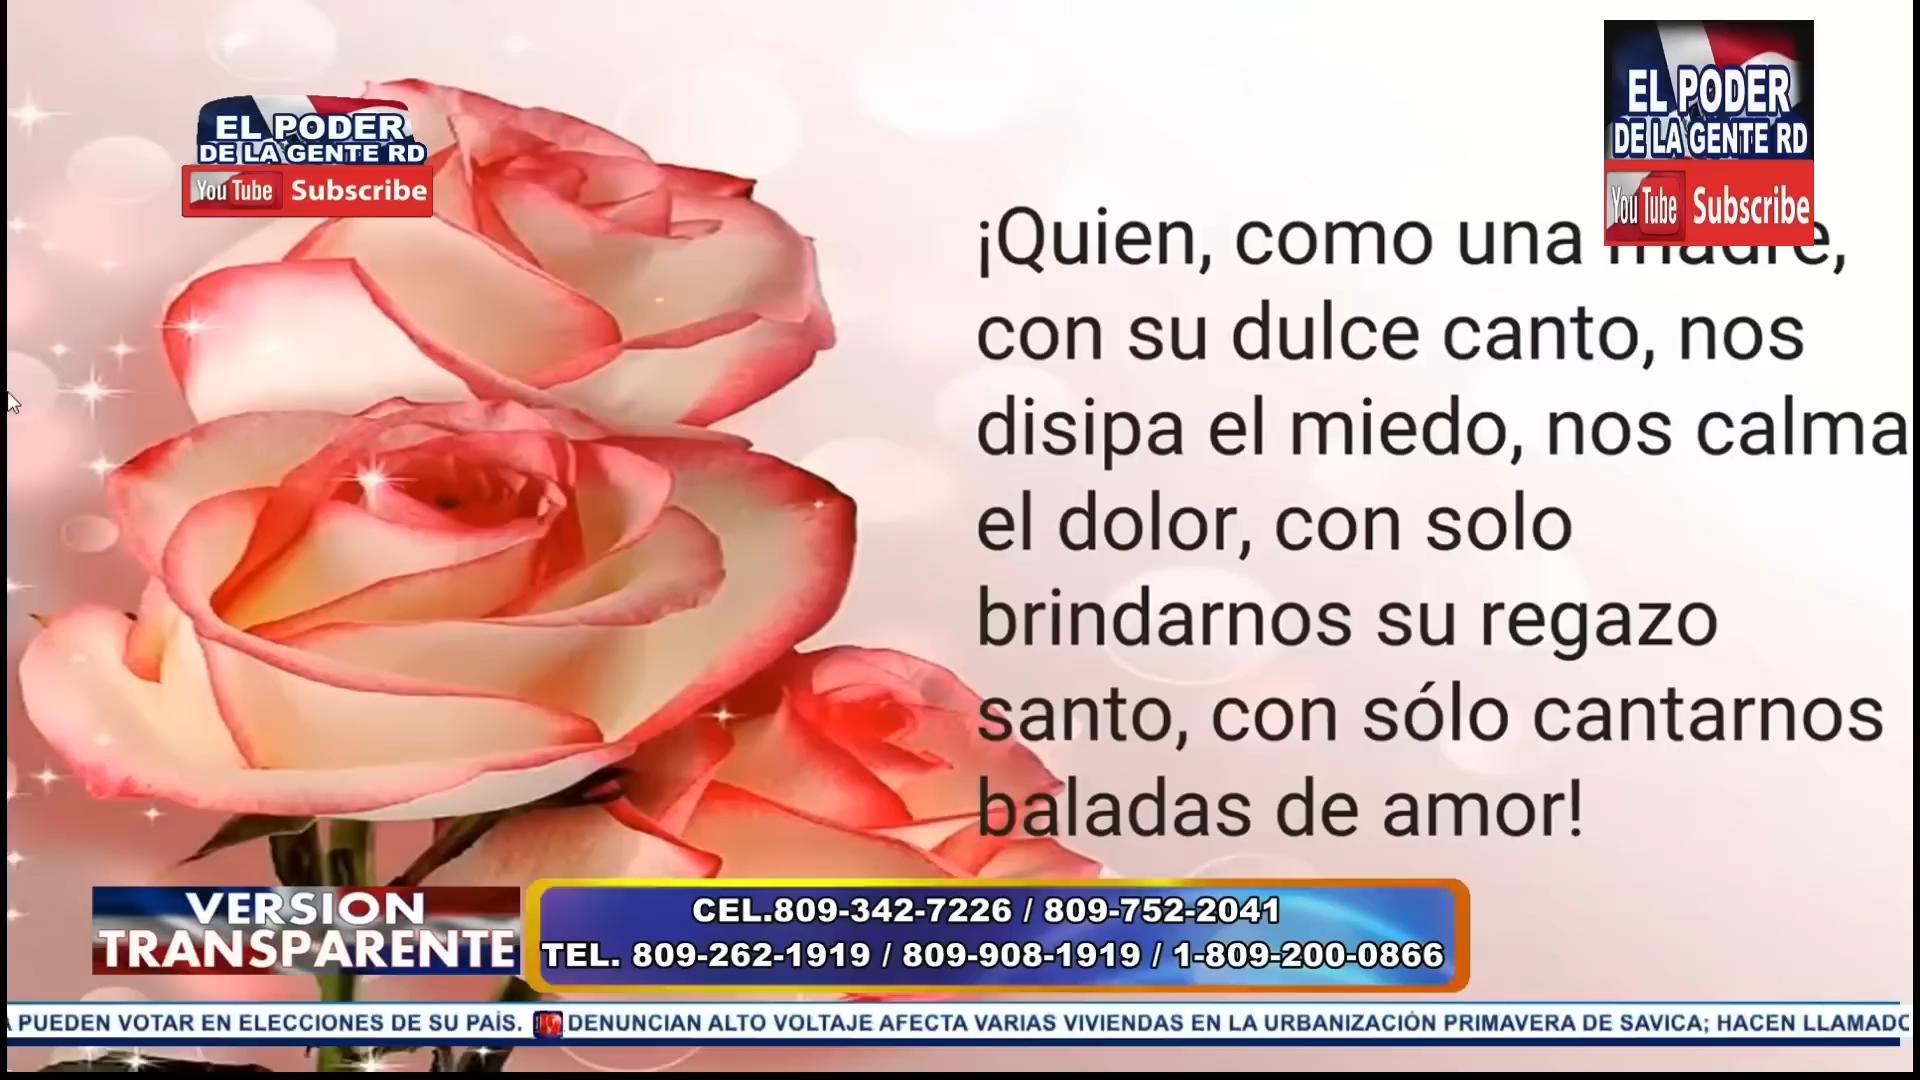 EL PODER
DE LA GENTE RD
You Tube Subscribe
EL PODER
DE LA GENTE RD
You Tube Subscribe
¡Quien, como una madre,
con su dulce canto, nos
disipa el miedo, nos calma
el dolor, con solo
brindarnos su regazo
santo, con sólo cantarnos
baladas de amor!
VERSION
TRANSPARENTE
CEL.809-342-7226 / 809-752-2041
TEL. 809-262-1919 / 809-908-1919 / 1-809-200-0866
PUEDEN VOTAR EN ELECCIONES DE SU PAÍS. DENUNCIAN ALTO VOLTAJE AFECTA VARIAS VIVIENDAS EN LA URBANIZACIÓN PRIMAVERA DE SAVICA; HACEN LLAMADO